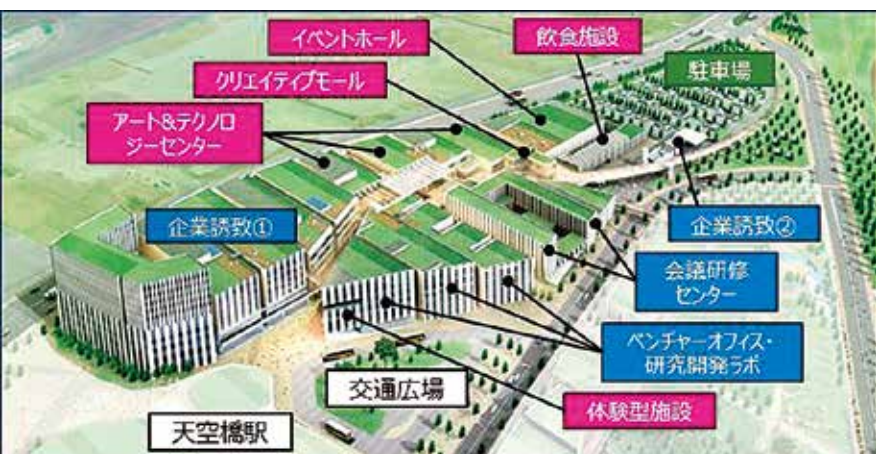 イベントホール
飲食施設
駐車場
クリエイティブモール
アート&テクノロ
ジーセンター
企業誘致①
企業誘致②
会議研修
センター
ベンチャーオフィス・
研究開発ラボ
交通広場
体験型施設
天空橋駅